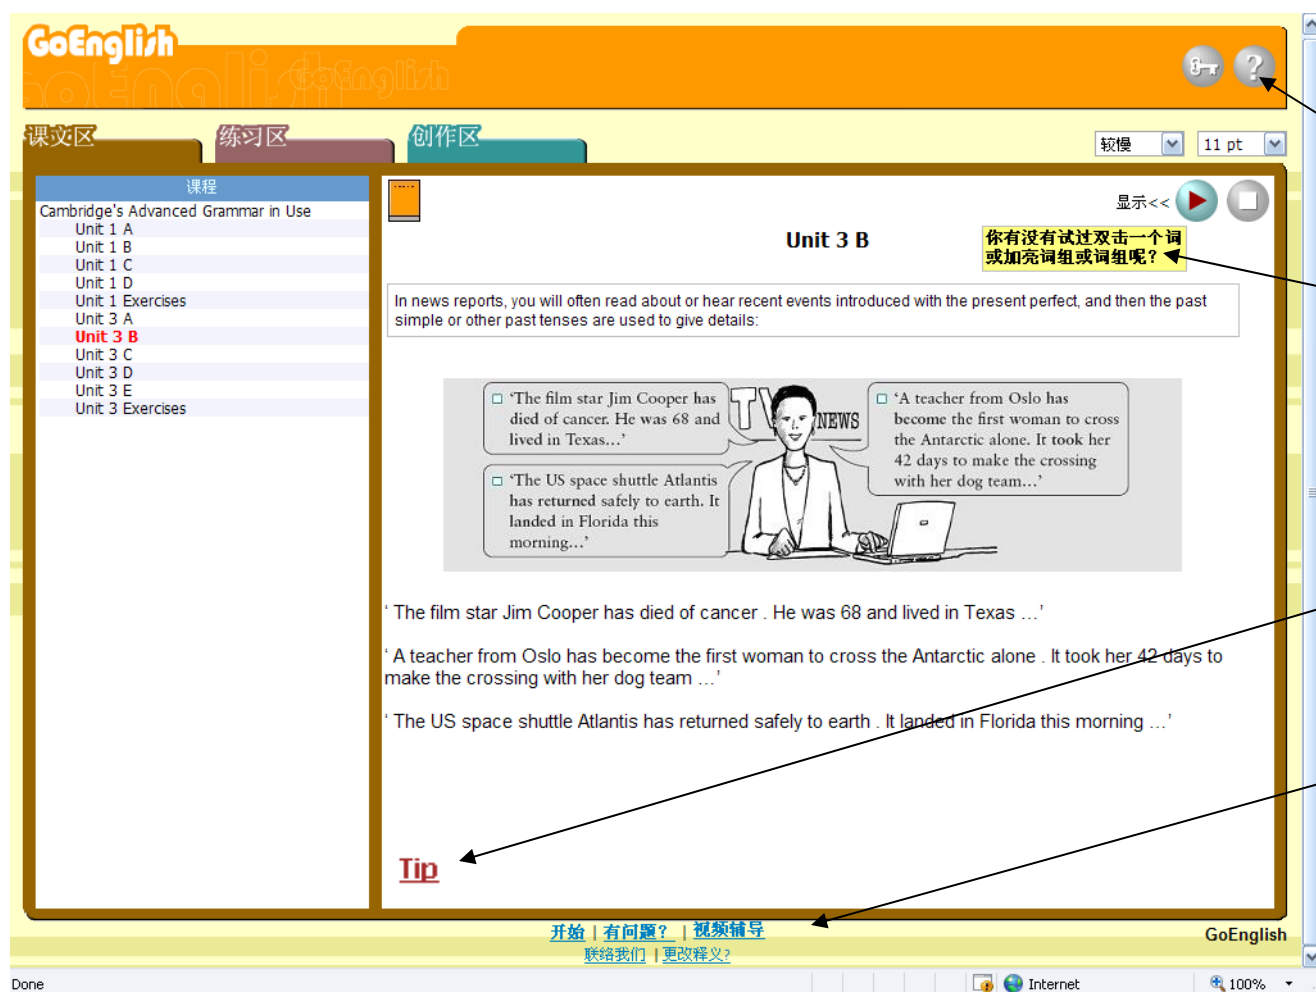 GoEnglish
GoEnglish
GoEnglish
课文区
练习区
创作区
较慢
11 pt
课程
Cambridge's Advanced Grammar in Use
Unit 1 A
Unit 1 B
Unit 1 C
Unit 1 D
Unit 1 Exercises
Unit 3 A
Unit 3 B
Unit 3 C
Unit 3 D
Unit 3 E
Unit 3 Exercises
显示<<
Unit 3 B
你有没有试过双击一个词
或加亮词组或词组呢?
In news reports, you will often read about or hear recent events introduced with the present perfect, and then the past
simple or other past tenses are used to give details:
‘The film star Jim Cooper has
died of cancer. He was 68 and
lived in Texas...’
‘The US space shuttle Atlantis
has returned safely to earth. It
landed in Florida this
morning...’
TV
NEWS
‘A teacher from Oslo has
become the first woman to cross
the Antarctic alone. It took her
42 days to make the crossing
with her dog team...’
‘ The film star Jim Cooper has died of cancer . He was 68 and lived in Texas …’
‘ A teacher from Oslo has become the first woman to cross the Antarctic alone . It took her 42 days to
make the crossing with her dog team …’
‘ The US space shuttle Atlantis has returned safely to earth . It landed in Florida this morning …’
Tip
开始 | 有问题? | 视频辅导
联络我们 | 更改释义?
GoEnglish
Done
Internet
100%